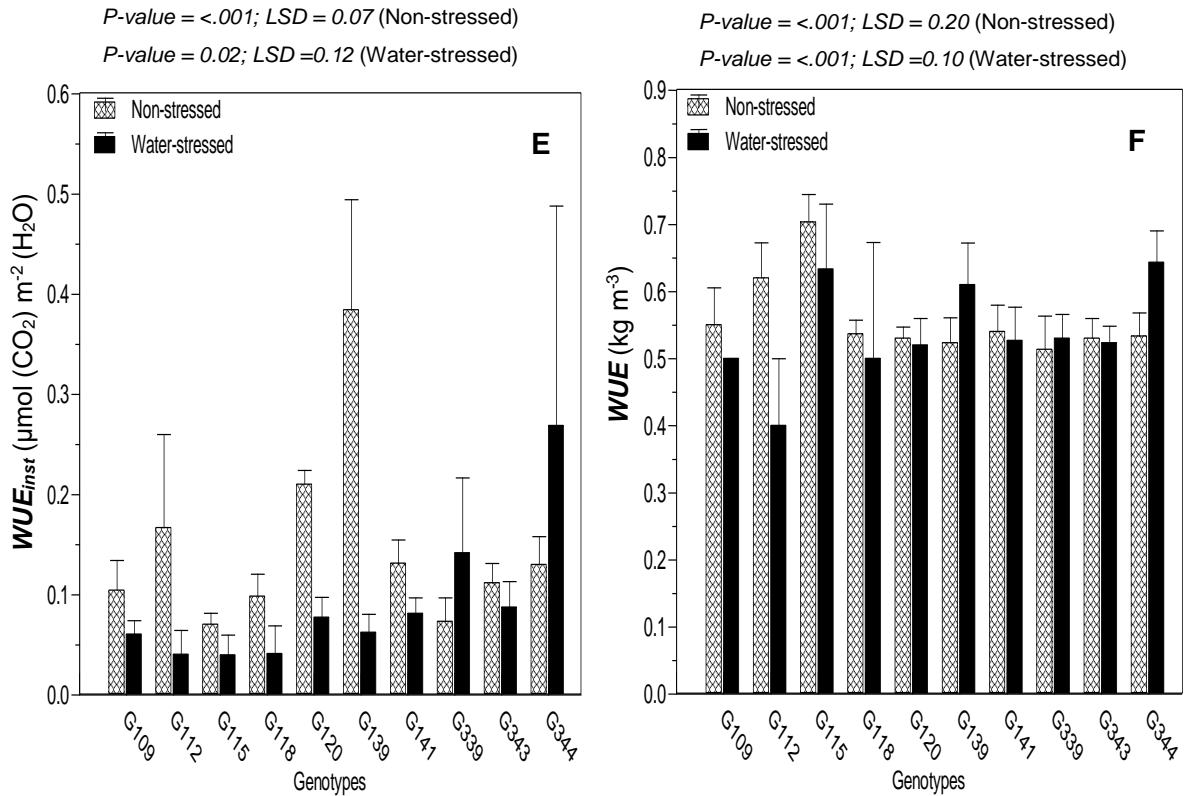 P-value = <.001; LSD = 0.07 (Non-stressed)
P-value = 0.02; LSD =0.12 (Water-stressed)
0.6
0.5
0.4
0.3
0.2
0.1
0.0
WUEinst (µmol (CO2) m-2 (H2O)
Non-stressed
Water-stressed
E
G109
G112
G115
G118
G120
G139
G141
G339
G343
G344
Genotypes
P-value = <.001; LSD = 0.20 (Non-stressed)
P-value = <.001; LSD =0.10 (Water-stressed)
0.9
0.8
0.7
0.6
0.5
0.4
0.3
0.2
0.1
0.0
WUE (kg m-3)
Non-stressed
Water-stressed
F
G109
G112
G115
G118
G120
G139
G141
G339
G343
G344
Genotypes